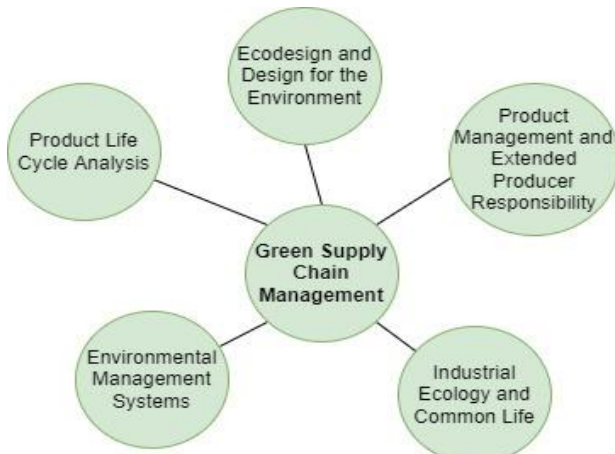 Ecodesign and
Design for the
Environment
Product Life
Cycle Analysis
Product
Management and
Extended
Producer
Responsibility
Green Supply
Chain
Management
Environmental
Management
Systems
Industrial
Ecology and
Common Life